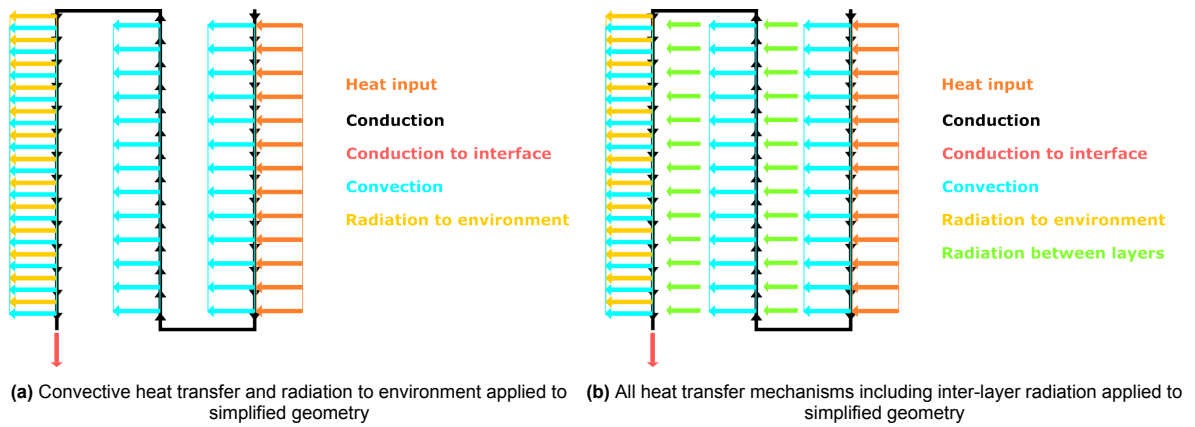 Heat input
Conduction
Conduction to interface
Convection
Radiation to environment
(a) Convective heat transfer and radiation to environment applied to
simplified geometry
Heat input
Conduction
Conduction to interface
Convection
Radiation to environment
Radiation between layers
(b) All heat transfer mechanisms including inter-layer radiation applied to
simplified geometry